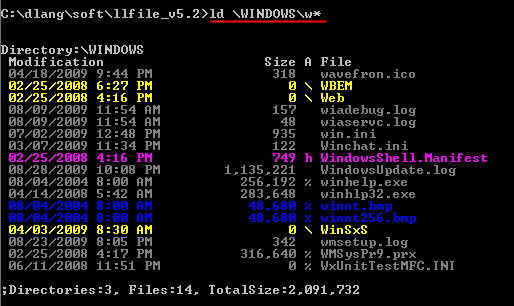 C:\dlang\soft\llfile_v5.2>ld \WINDOWS\w*
Directory:\WINDOWS
Modification Size A File
04/18/2009 9:44 PM 318 wavefron.ico
02/25/2008 6:27 PM 0 \ WBEM
02/25/2008 4:16 PM 0 \ Web
08/09/2009 11:54 AM 157 wiadebug.log
08/09/2009 11:54 AM 48 wiaservc.log
07/02/2009 12:48 PM 935 win.ini
03/07/2009 11:34 AM 122 Winchat.ini
02/25/2008 4:16 PM 749 h WindowsShell.Manifest
08/28/2009 10:08 PM 1,135,221 WindowsUpdate.log
08/04/2004 8:00 AM 256,192 % winhelp.exe
04/14/2008 5:42 AM 283,648 winhlp32.exe
08/04/2004 8:00 AM 48,680 % winnt.bmp
08/04/2004 8:00 AM 48,680 % winnt256.bmp
04/03/2009 8:30 AM 0 \ WinSxS
08/23/2009 8:05 PM 342 wmsetup.log
02/25/2008 4:17 PM 316,640 % WMSysPr9.prx
06/11/2008 11:51 PM 0 % WxUnitTestMFC.INI
;Directories:3, Files:14, TotalSize:2,091,732